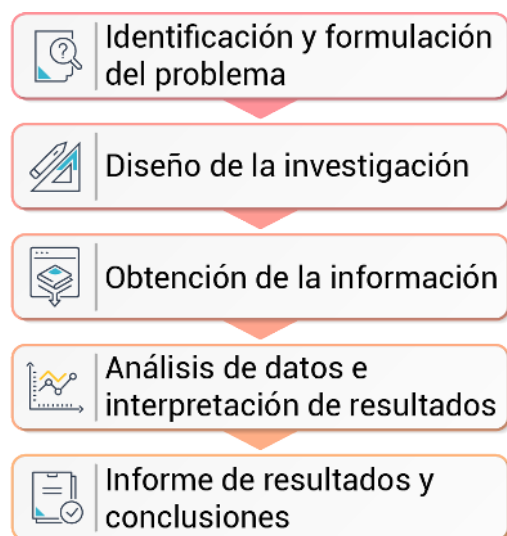 Identificación y formulación
del problema
Diseño de la investigación
Obtención de la información
Análisis de datos e
interpretación de resultados
Informe de resultados y
conclusiones